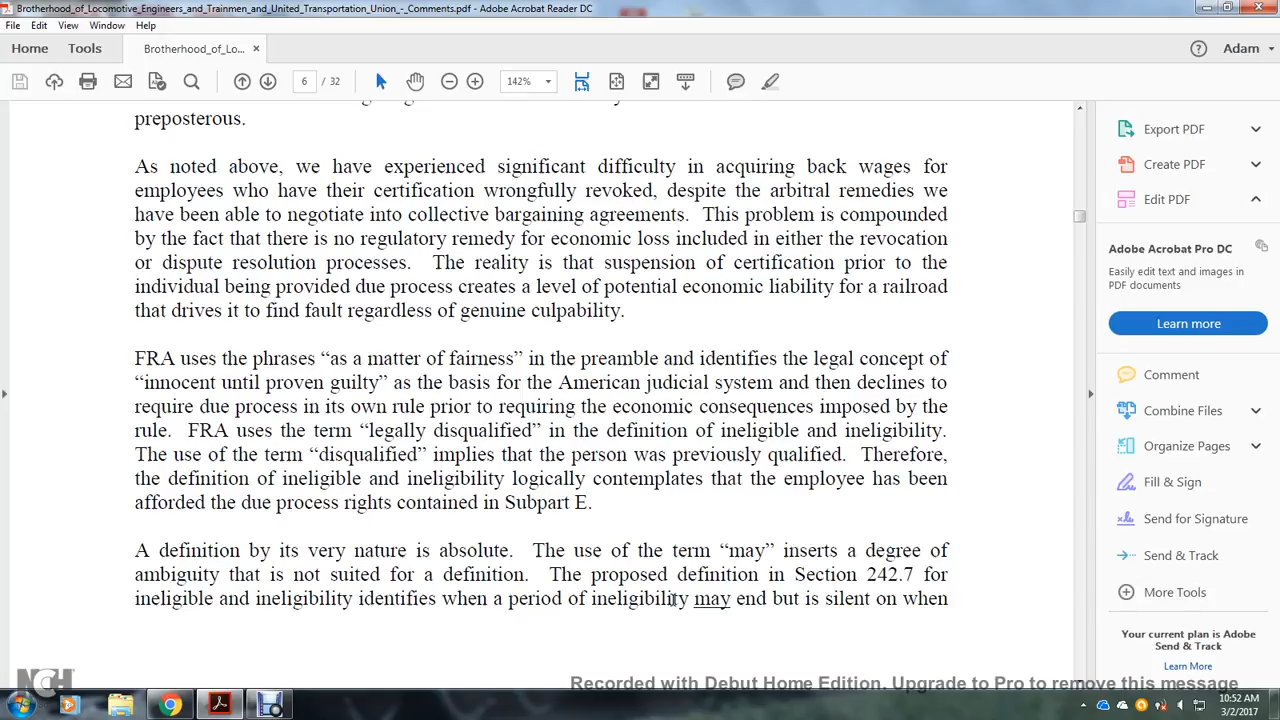 Brotherhood_of_Locomotive_Engineers_and_Trainmen_and_United_Transportation_Union_-_Comments.pdf - Adobe Acrobat Reader DC
File Edit View Window Help
Home Tools Brotherhood_of_Lo... × Adam
6 / 32 142%
preposterous.
As noted above, we have experienced significant difficulty in acquiring back wages for
employees who have their certification wrongfully revoked, despite the arbitral remedies we
have been able to negotiate into collective bargaining agreements. This problem is compounded
by the fact that there is no regulatory remedy for economic loss included in either the revocation
or dispute resolution processes. The reality is that suspension of certification prior to the
individual being provided due process creates a level of potential economic liability for a railroad
that drives it to find fault regardless of genuine culpability.
FRA uses the phrases “as a matter of fairness” in the preamble and identifies the legal concept of
“innocent until proven guilty” as the basis for the American judicial system and then declines to
require due process in its own rule prior to requiring the economic consequences imposed by the
rule. FRA uses the term “legally disqualified” in the definition of ineligible and ineligibility.
The use of the term “disqualified” implies that the person was previously qualified. Therefore,
the definition of ineligible and ineligibility logically contemplates that the employee has been
afforded the due process rights contained in Subpart E.
A definition by its very nature is absolute. The use of the term “may” inserts a degree of
ambiguity that is not suited for a definition. The proposed definition in Section 242.7 for
ineligible and ineligibility identifies when a period of ineligibility may end but is silent on when
Export PDF
Create PDF
Edit PDF
Adobe Acrobat Pro DC
Easily edit text and images in
PDF documents
Learn more
Comment
Combine Files
Organize Pages
Fill & Sign
Send for Signature
Send & Track
More Tools
Your current plan is Adobe
Send & Track
Learn More
NCH
Recorded with Debut Home Edition. Upgrade to Pro to remove this message
10:52 AM
3/2/2017